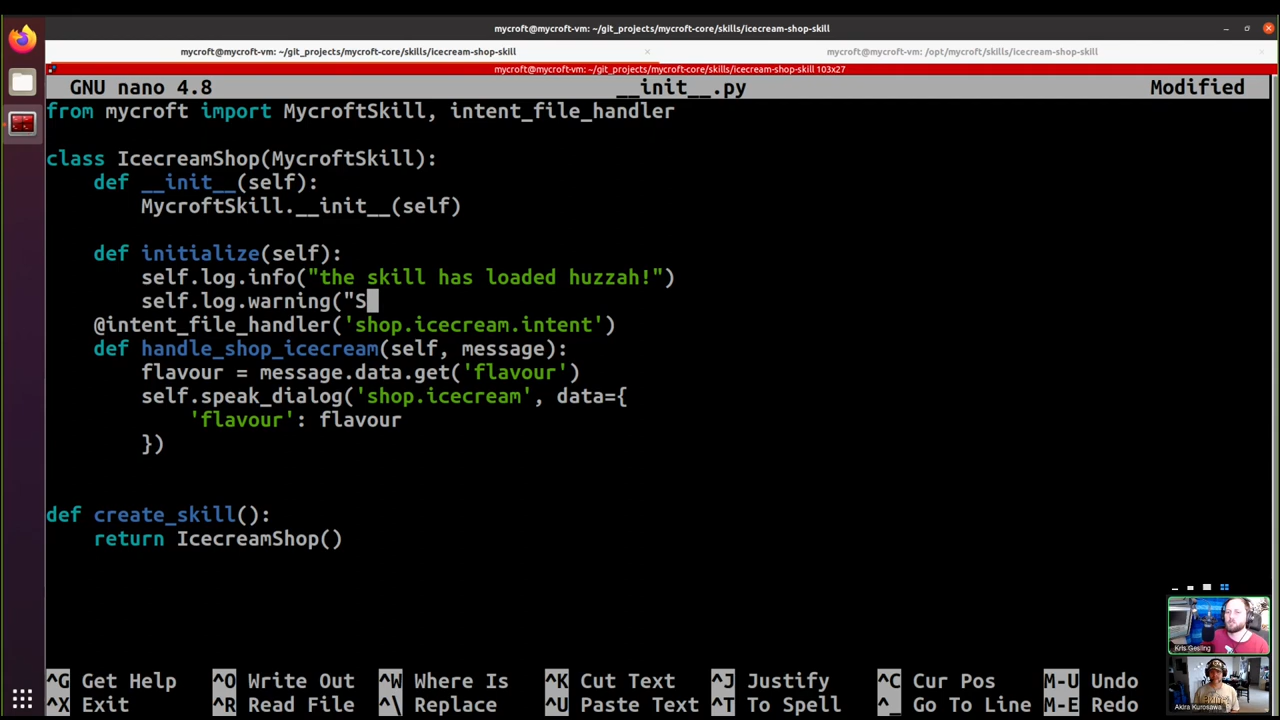 mycroft@mycroft-vm: ~/git_projects/mycroft-core/skills/icecream-shop-skill
mycroft@mycroft-vm: ~/git_projects/mycroft-core/skills/icecream-shop-skill
mycroft@mycroft-vm: /opt/mycroft/skills/icecream-shop-skill
mycroft@mycroft-vm: ~/git_projects/mycroft-core/skills/icecream-shop-skill 103x27
GNU nano 4.8 __init__.py Modified
from mycroft import MycroftSkill, intent_file_handler
class IcecreamShop(MycroftSkill):
def __init__(self):
MycroftSkill.__init__(self)
def initialize(self):
self.log.info("the skill has loaded huzzah!")
self.log.warning("S
@intent_file_handler('shop.icecream.intent')
def handle_shop_icecream(self, message):
flavour = message.data.get('flavour')
self.speak_dialog('shop.icecream', data={
'flavour': flavour
})
def create_skill():
return IcecreamShop()
Kris Gesling
Akira Kurosawa
^G Get Help ^O Write Out ^W Where Is ^K Cut Text ^J Justify ^C Cur Pos M-U Undo
^X Exit ^R Read File ^\ Replace ^U Paste Text ^T To Spell ^_ Go To Line M-E Redo